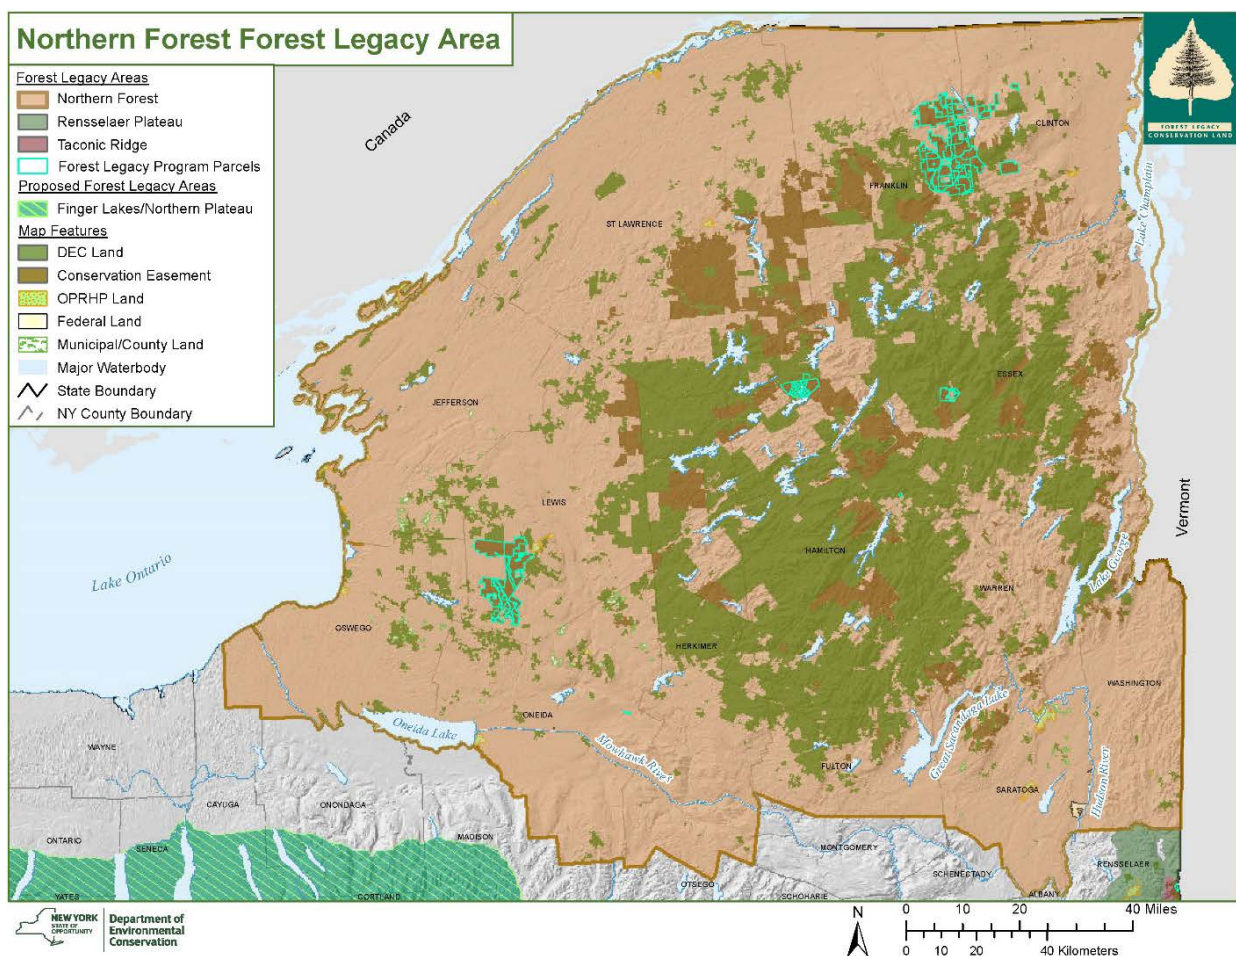 Northern Forest Forest Legacy Area
Forest Legacy Areas
Northern Forest
Rensselaer Plateau
Taconic Ridge
Forest Legacy Program Parcels
Proposed Forest Legacy Areas
Finger Lakes/Northern Plateau
Map Features
DEC Land
Conservation Easement
OPRHP Land
Federal Land
Municipal/County Land
Major Waterbody
State Boundary
NY County Boundary
FOREST LEGACY
CONSERVATION LAND
Canada
CLINTON
FRANKLIN
ST LAWRENCE
Lake Champlain
ESSEX
JEFFERSON
LEWIS
Vermont
HAMILTON
Lake Ontario
Lake George
WARREN
OSWEGO
HERKIMER
WASHINGTON
ONEIDA
Oneida Lake
Mowhawk River
Great Sacandaga Lake
Hudson River
WAYNE
FULTON
SARATOGA
CAYUGA
ONONDAGA
MADISON
ONTARIO
SENECA
MONTGOMERY
SCHENECTADY
RENSSELAER
YATES
CORTLAND
OTSEGO
SCHOHARIE
ALBANY
NEW YORK
STATE OF
OPPORTUNITY
Department of
Environmental
Conservation
N
0 10 20 40 Miles
0 10 20 40 Kilometers